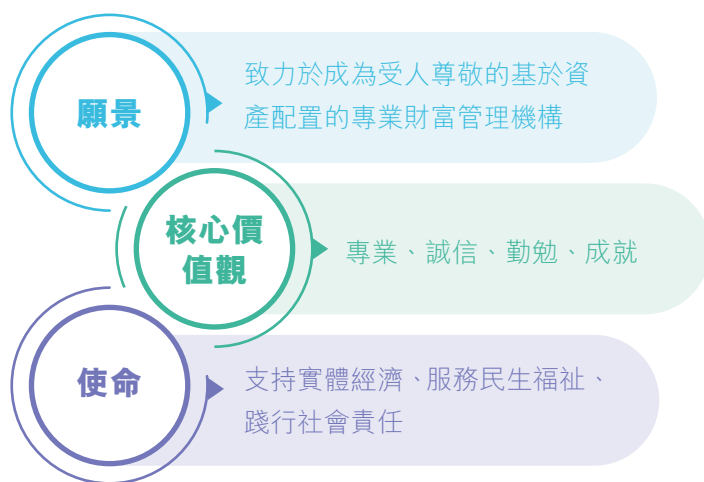 願景
致力於成為受人尊敬的基於資
產配置的專業財富管理機構
核心價
值觀
專業、誠信、勤勉、成就
使命
支持實體經濟、服務民生福祉、
踐行社會責任